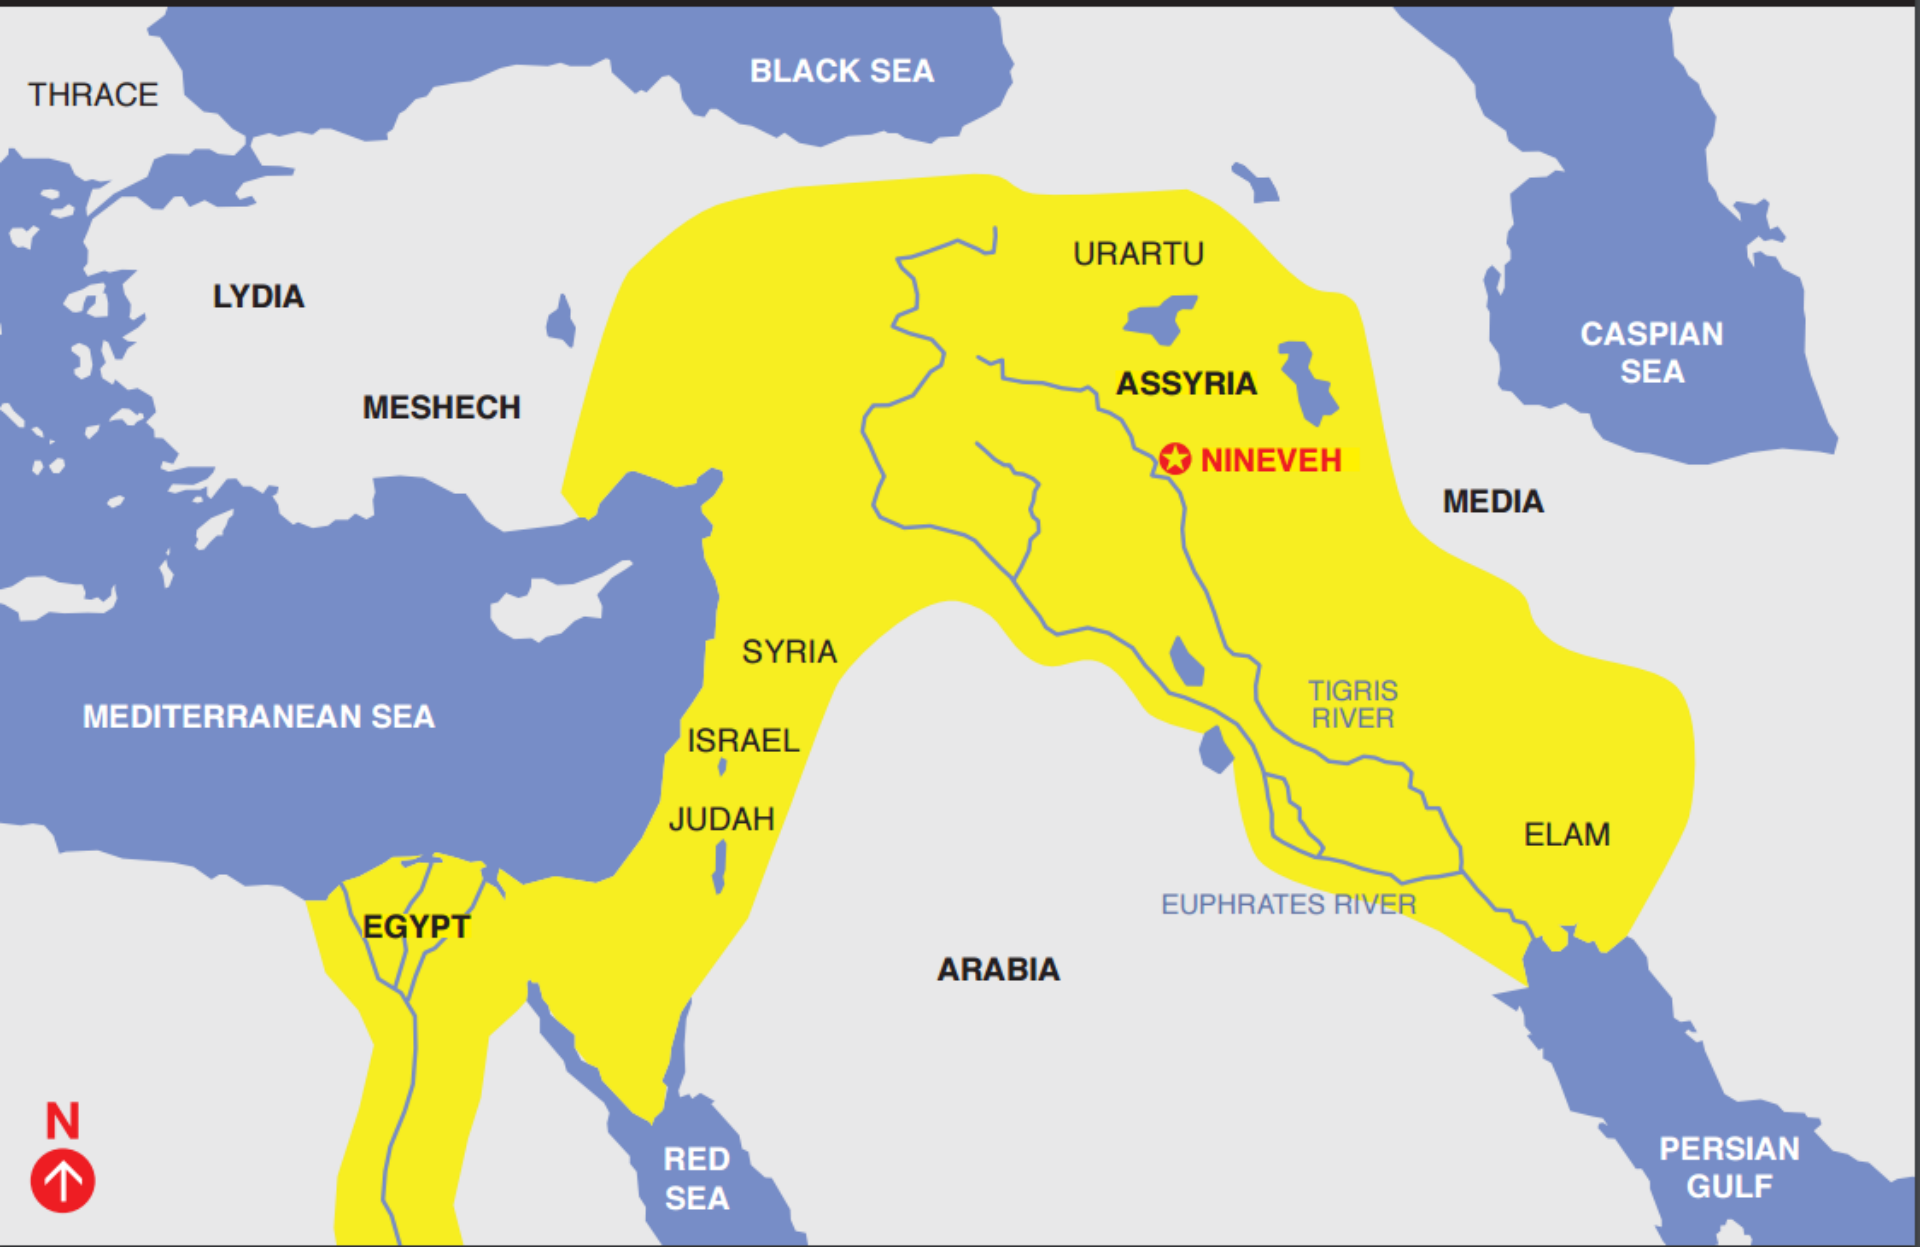 BLACK SEA
THRACE
URARTU
LYDIA
CASPIAN
SEA
ASSYRIA
MESHECH
NINEVEH
MEDIA
SYRIA
TIGRIS
RIVER
MEDITERRANEAN SEA
ISRAEL
JUDAH
ELAM
EUPHRATES RIVER
EGYPT
ARABIA
N
RED
SEA
PERSIAN
GULF